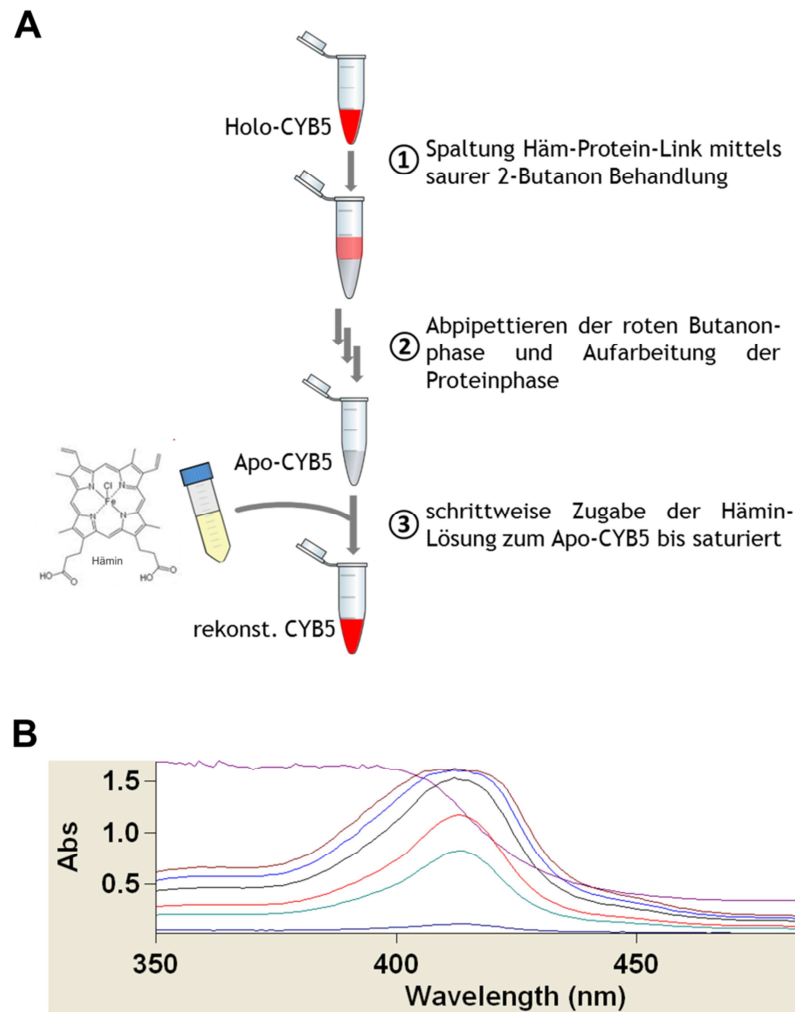 A
Holo-CYB5
① Spaltung Häm-Protein-Link mittels
saurer 2-Butanon Behandlung
② Abpipettieren der roten Butanon-
phase und Aufarbeitung der
Proteinphase
Apo-CYB5
Cl
N
N
Fe
N
N
Hämin
HO
O
HO
O
③ schrittweise Zugabe der Hämin-
Lösung zum Apo-CYB5 bis saturiert
rekonst. CYB5
B
Abs
1.5
1.0
0.5
350
400
450
Wavelength (nm)